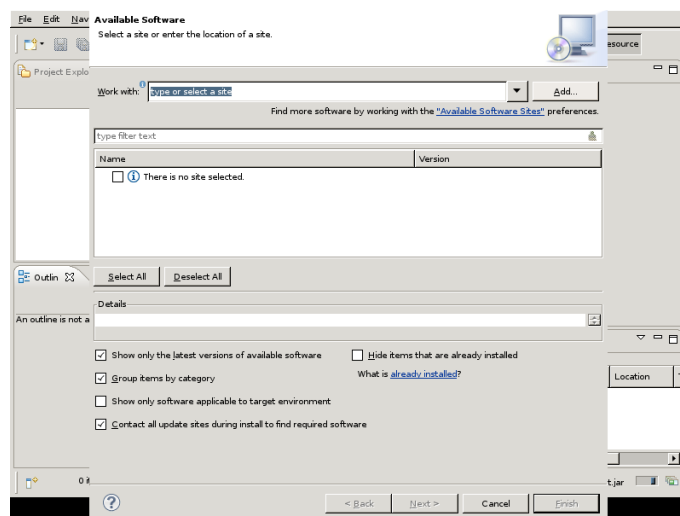 File Edit Nav
Available Software
Select a site or enter the location of a site.
esource
Project Explo
Work with:
type or select a site
Add...
Find more software by working with the "Available Software Sites" preferences.
type filter text
Name
Version
There is no site selected.
Outlin
Select All
Deselect All
Details
An outline is not a
Show only the latest versions of available software
Hide items that are already installed
Group items by category
What is already installed?
Location
Show only software applicable to target environment
Contact all update sites during install to find required software
t.jar
< Back
Next >
Cancel
Finish